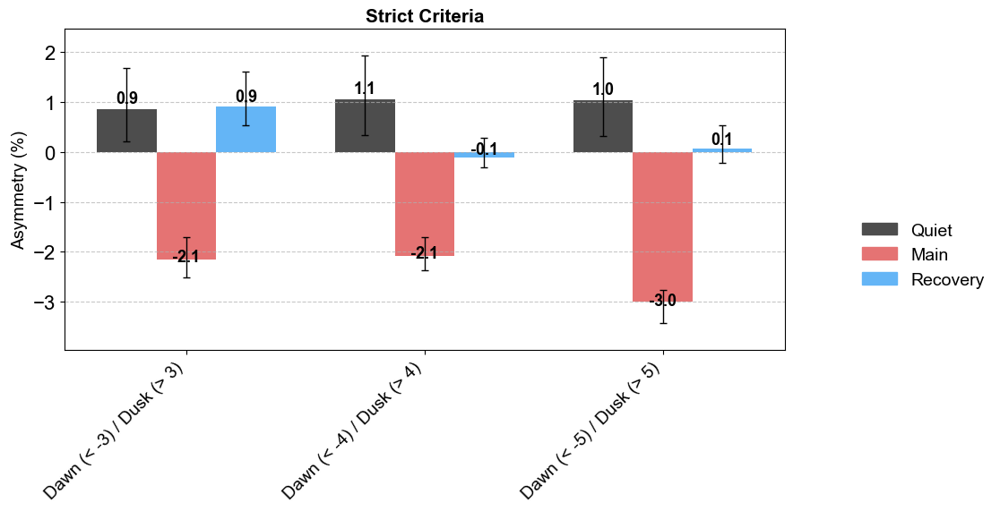 Strict Criteria
Asymmetry (%)
2
1
0
−1
−2
−3
0.9
-2.1
0.9
1.1
-2.1
-0.1
1.0
-3.0
0.1
Dawn (< -3) / Dusk (> 3)
Dawn (< -4) / Dusk (> 4)
Dawn (< -5) / Dusk (> 5)
Quiet
Main
Recovery